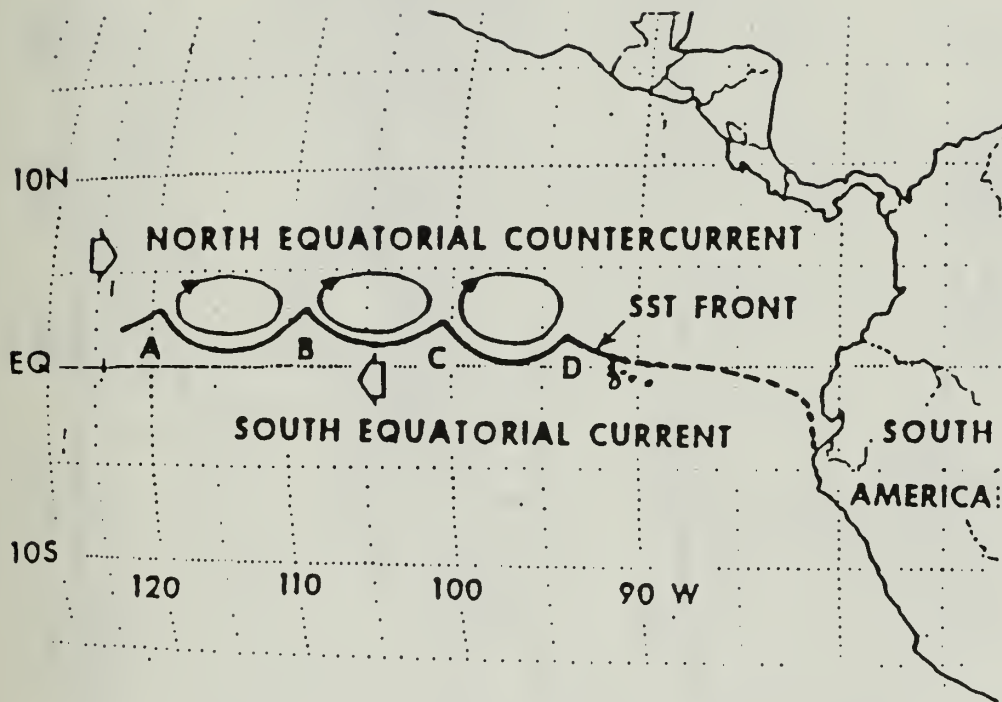 10N
NORTH EQUATORIAL COUNTERCURRENT
SST FRONT
A
B
C
D
EQ
SOUTH EQUATORIAL CURRENT
SOUTH
AMERICA
10S
120
110
100
90 W